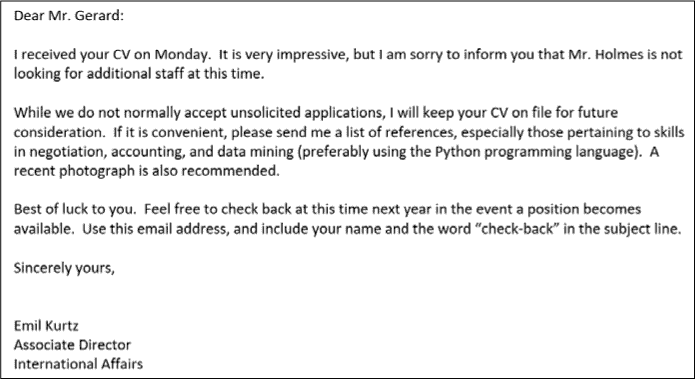 Dear Mr. Gerard:
I received your CV on Monday.  It is very impressive, but I am sorry to inform you that Mr. Holmes is not
looking for additional staff at this time.
While we do not normally accept unsolicited applications, I will keep your CV on file for future
consideration.  If it is convenient, please send me a list of references, especially those pertaining to skills
in negotiation, accounting, and data mining (preferably using the Python programming language).  A
recent photograph is also recommended.
Best of luck to you.  Feel free to check back at this time next year in the event a position becomes
available.  Use this email address, and include your name and the word “check-back” in the subject line.
Sincerely yours,
Emil Kurtz
Associate Director
International Affairs